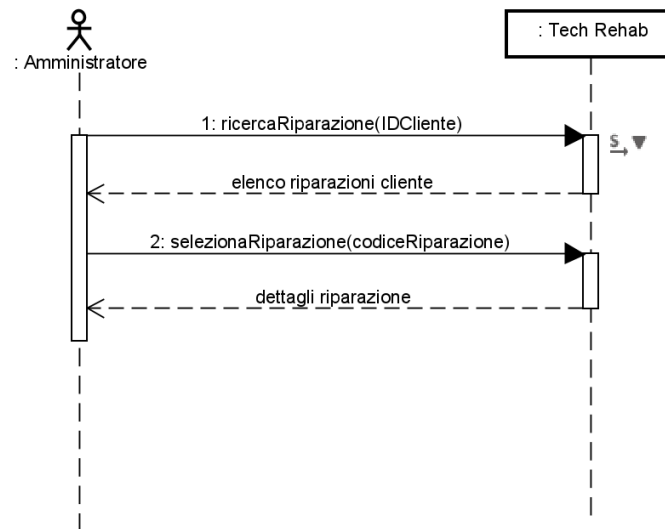 : Amministratore
: Tech Rehab
1: ricercaRiparazione(IDCliente)
S
elenco riparazioni cliente
2: selezionaRiparazione(codiceRiparazione)
dettagli riparazione